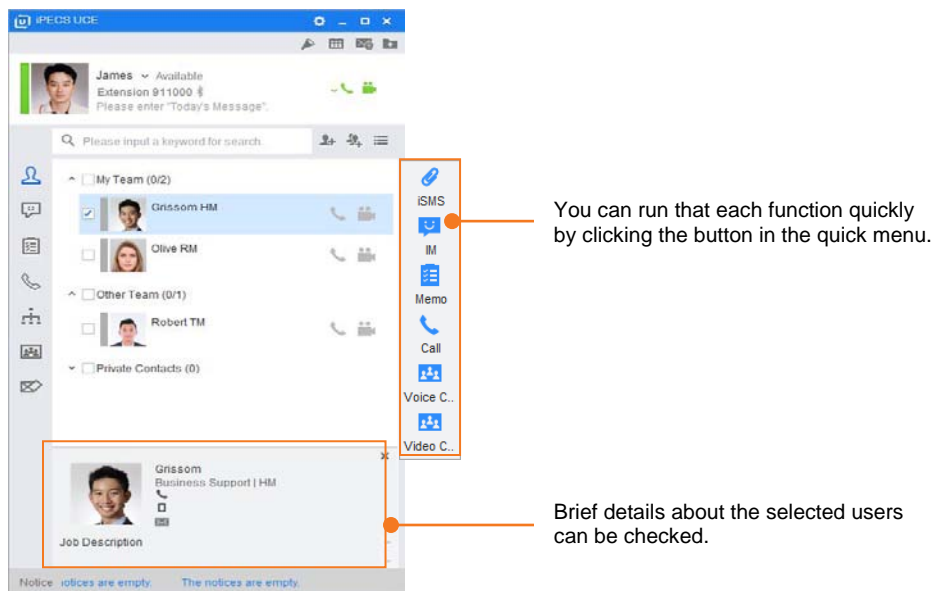 iPECS UCE
James Available
Extension 911000
Please enter "Today's Message".
Please input a keyword for search.
My Team (0/2)
Grissom HM
Olive RM
Other Team (0/1)
Robert TM
Private Contacts (0)
iSMS
IM
Memo
Call
Voice C..
Video C..
You can run that each function quickly
by clicking the button in the quick menu.
Grissom
Business Support | HM
Job Description
Brief details about the selected users
can be checked.
Notice notices are empty. The notices are empty.